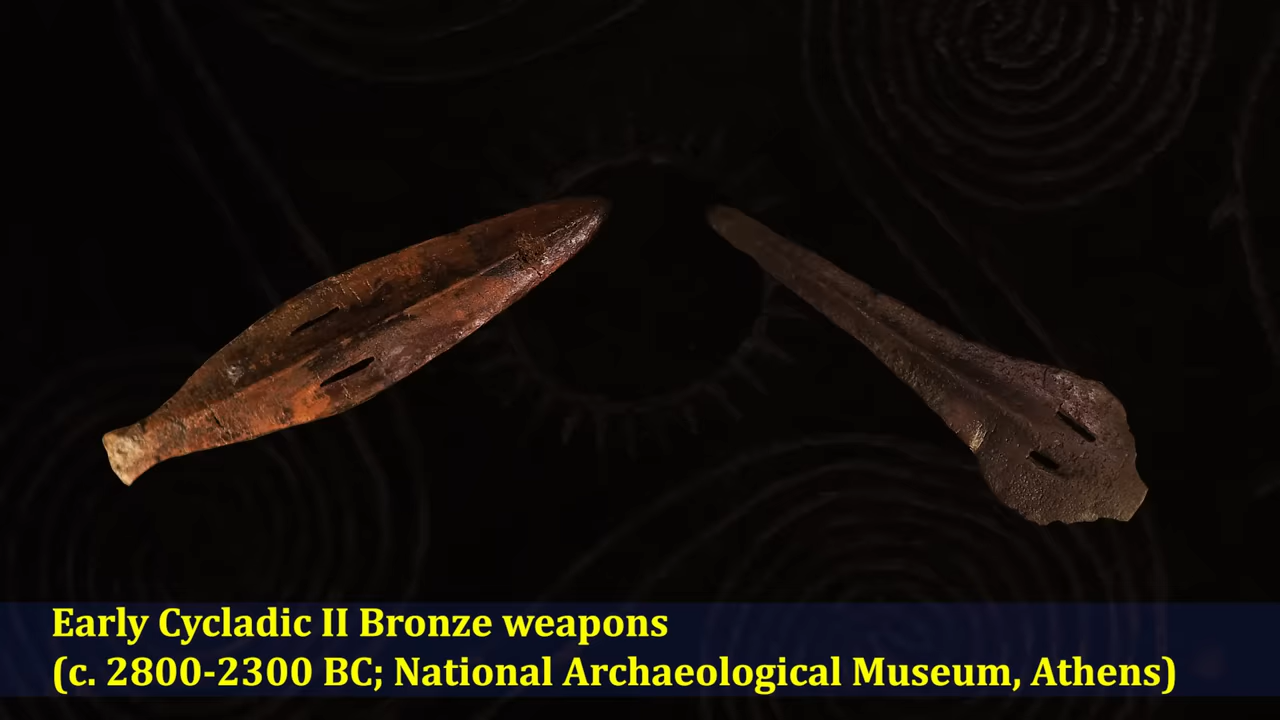 Early Cycladic II Bronze weapons
(c. 2800-2300 BC; National Archaeological Museum, Athens)